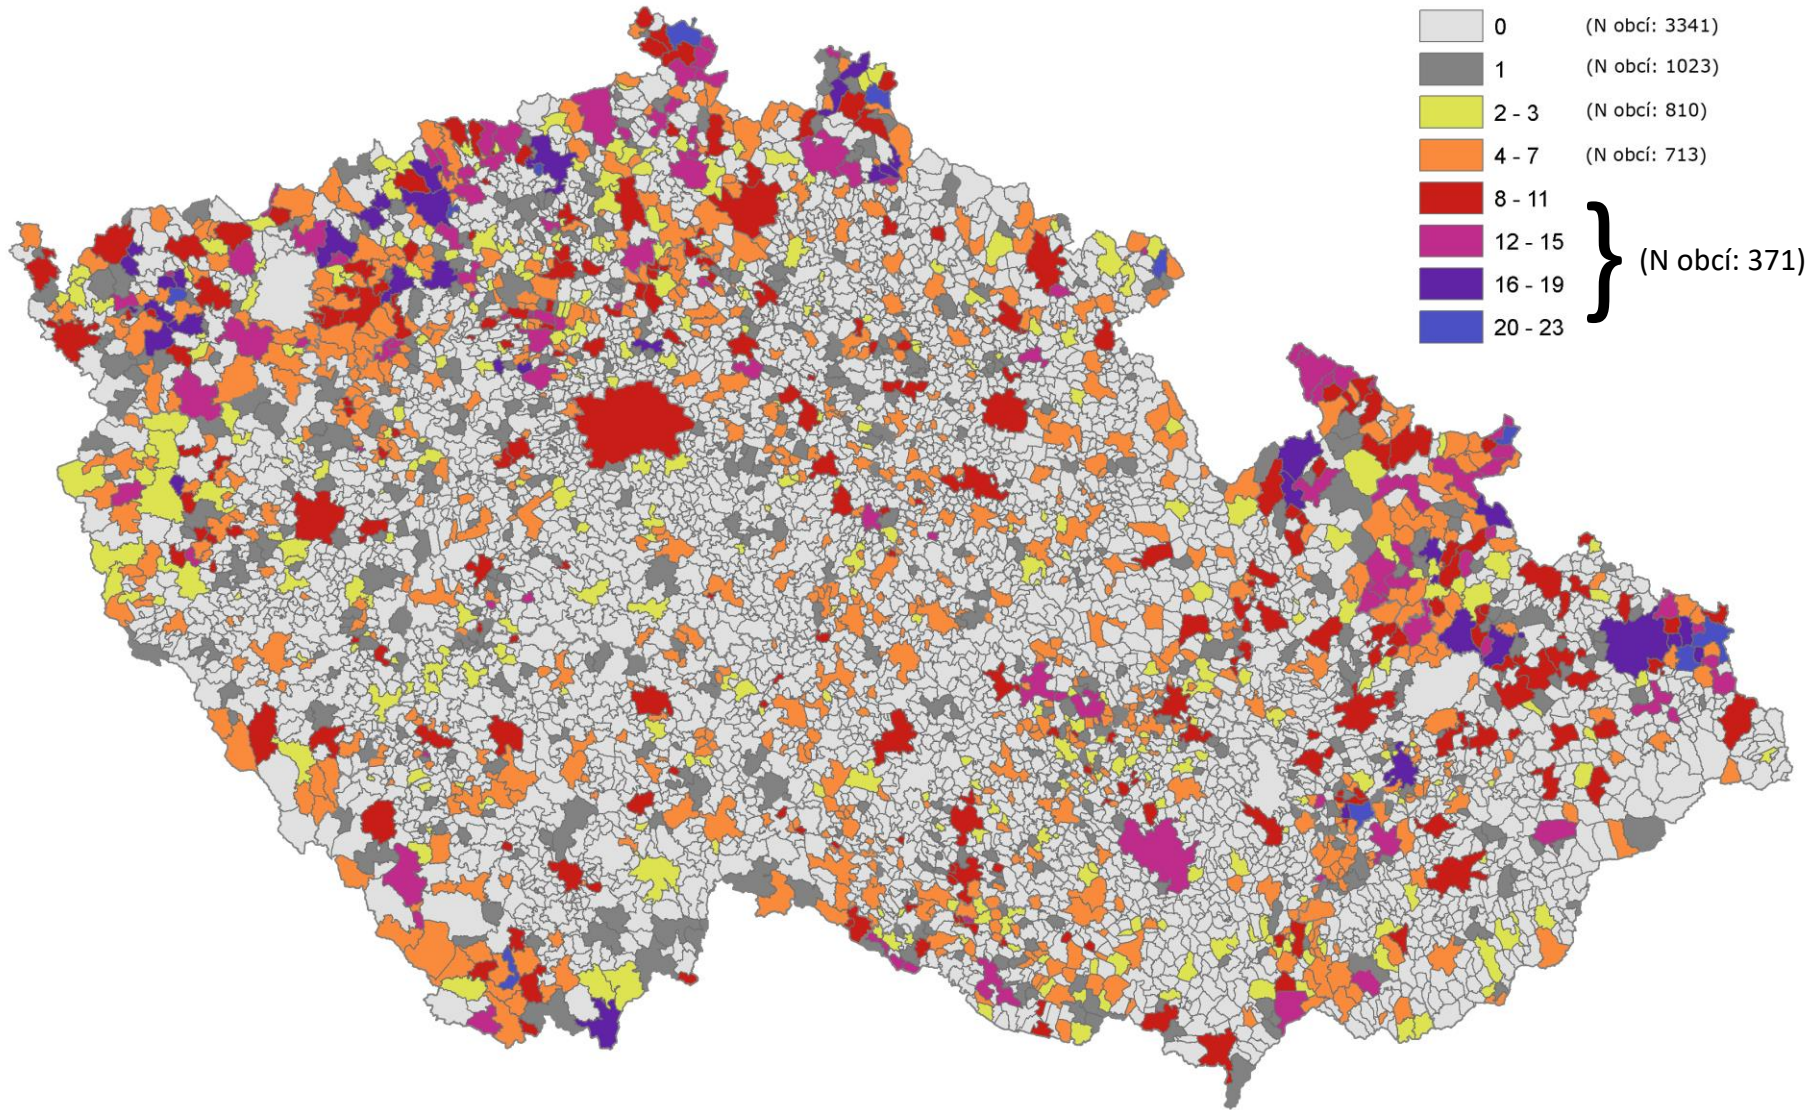 0 (N obcí: 3341)
1 (N obcí: 1023)
2 - 3 (N obcí: 810)
4 - 7 (N obcí: 713)
8 - 11
12 - 15
16 - 19
20 - 23
} (N obcí: 371)